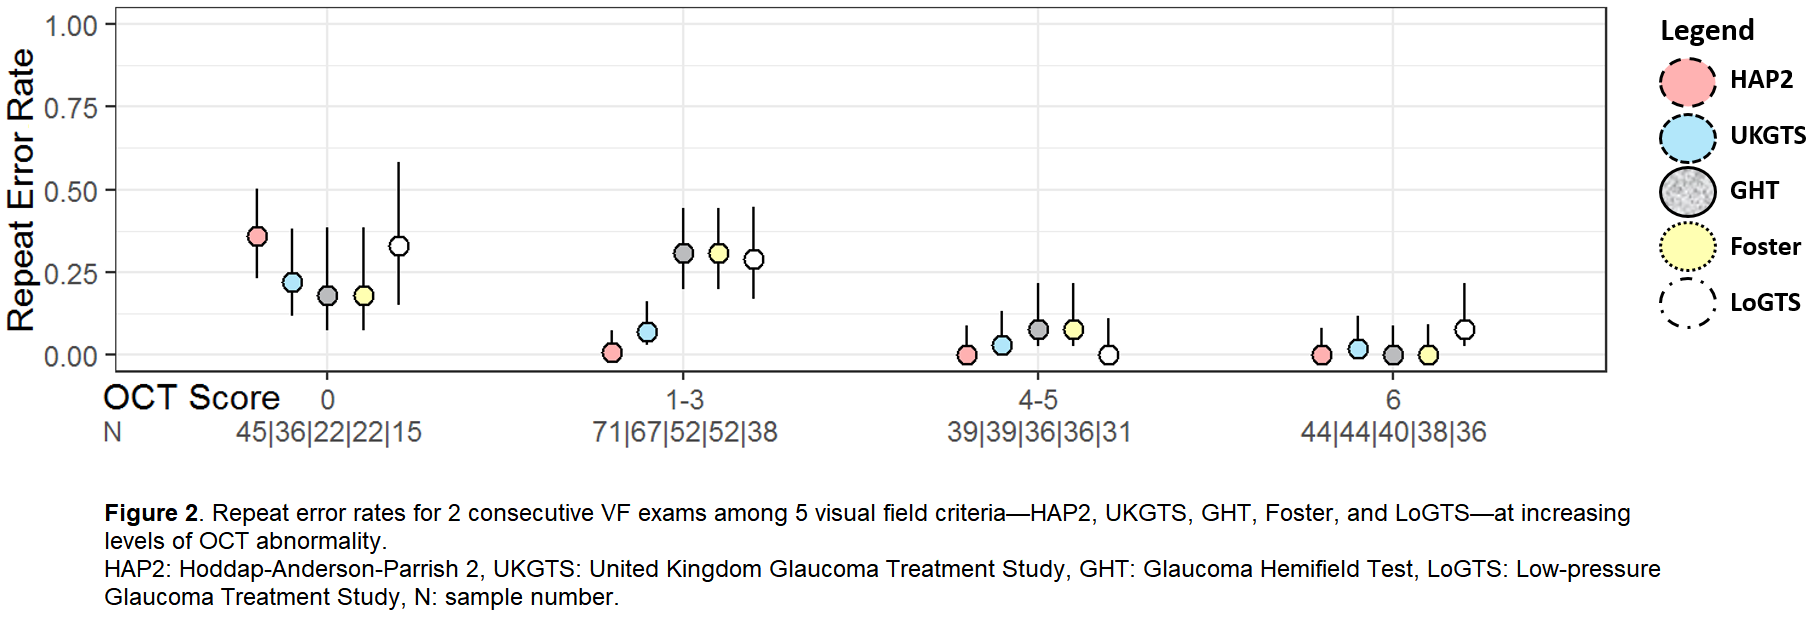 1.00
0.75
0.50
0.25
0.00
Repeat Error Rate
OCT Score 0 1-3 4-5 6
N 45|36|22|22|15 71|67|52|52|38 39|39|36|36|31 44|44|40|38|36
Legend
HAP2
UKGTS
GHT
Foster
LoGTS
Figure 2. Repeat error rates for 2 consecutive VF exams among 5 visual field criteria—HAP2, UKGTS, GHT, Foster, and LoGTS—at increasing
levels of OCT abnormality.
HAP2: Hoddap-Anderson-Parrish 2, UKGTS: United Kingdom Glaucoma Treatment Study, GHT: Glaucoma Hemifield Test, LoGTS: Low-pressure
Glaucoma Treatment Study, N: sample number.